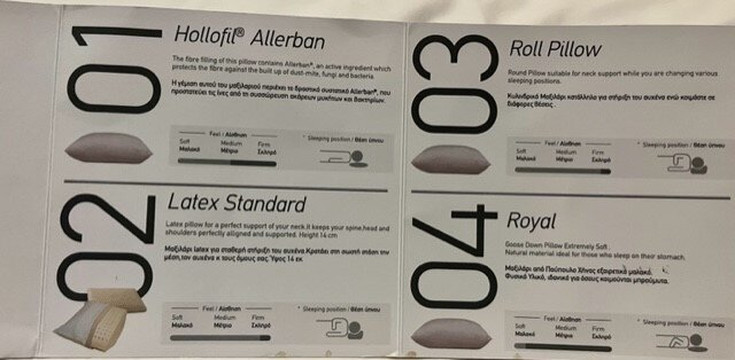 01
Hollofil® Allerban
The fibre filling of this pillow contains Allerban®, an active ingredient which
protects the fibre against the built up of dust-mite, fungi and bacteria
Η γέμιση αυτού του μαξιλαριού περιέχει το δραστικό συστατικό Allerban®, που
προστατεύει τις ίνες από τη συσσώρευση ακάρεων μυκήτων και βακτηρίων.
Feel / Αίσθηση
Soft Medium Firm
Μαλακό Μέτριο Σκληρό
* Sleeping position / Θέση ύπνου
02
Latex Standard
Latex pillow for a perfect support of your neck.It keeps your spine,head and
shoulders perfectly aligned and supported. Height 14 cm
Μαξιλάρι latex για σταθερή στήριξη του αυχένα.Κρατάει στη σωστή στάση την
μέση,τον αυχένα κ τους όμους σας. Ύψος 14 εκ.
Feel / Αίσθηση
Soft Medium Firm
Μαλακό Μέτριο Σκληρό
* Sleeping position / Θέση ύπνου
03
Roll Pillow
Round Pillow suitable for neck support while you are changing various
sleeping positions.
Κυλινδρικό Μαξιλάρι κατάλληλο για στήριξη του αυχένα ενώ κοιμάστε σε
διάφορες θέσεις.
Feel / Αίσθηση
Soft Medium Firm
Μαλακό Μέτριο Σκληρό
* Sleeping position / Θέση ύπνου
04
Royal
Goose Down Pillow Extremely Soft.
Natural material ideal for those who sleep on their stomach.
Μαξιλάρι από Πούπουλο Χήνας εξαιρετικά μαλακό.
Φυσικό Υλικό, ιδανικό για όσους κοιμούνται μπρούμυτα.
Feel / Αίσθηση
Soft Medium Firm
Μαλακό Μέτριο Σκληρό
* Sleeping position / Θέση ύπνου